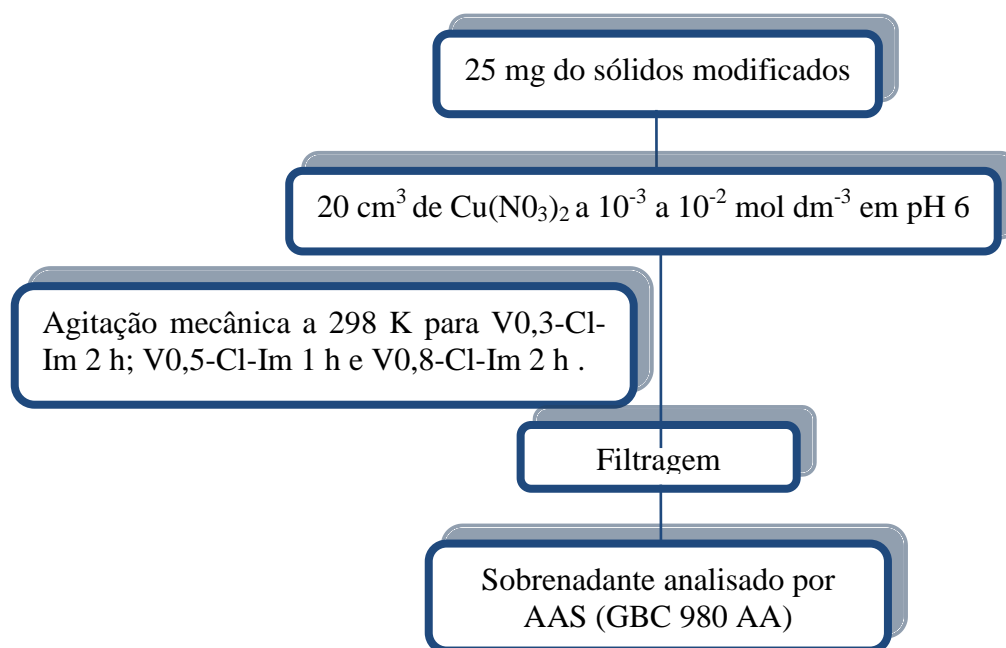 25 mg do sólidos modificados
20 cm³ de Cu(N0₃)₂ a 10⁻³ a 10⁻² mol dm⁻³ em pH 6
Agitação mecânica a 298 K para V0,3-Cl-
Im 2 h; V0,5-Cl-Im 1 h e V0,8-Cl-Im 2 h .
Filtragem
Sobrenadante analisado por
AAS (GBC 980 AA)